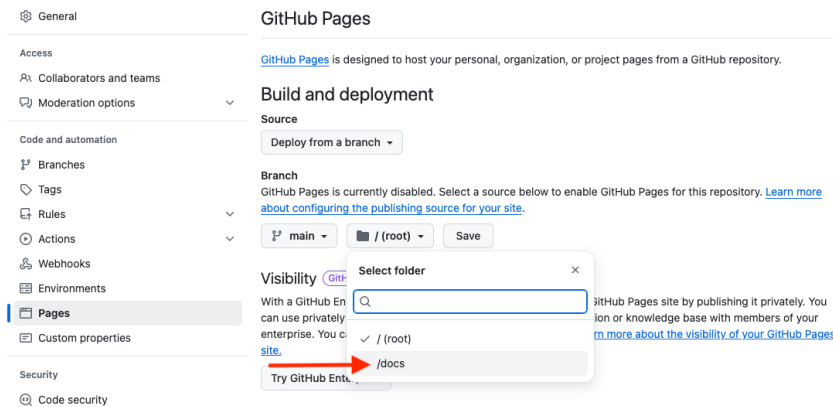 General
Access
Collaborators and teams
Moderation options
Code and automation
Branches
Tags
Rules
Actions
Webhooks
Environments
Pages
Custom properties
Security
Code security
GitHub Pages
GitHub Pages is designed to host your personal, organization, or project pages from a GitHub repository.
Build and deployment
Source
Deploy from a branch
Branch
GitHub Pages is currently disabled. Select a source below to enable GitHub Pages for this repository. Learn more
about configuring the publishing source for your site.
main / (root) Save
Select folder
/ (root)
/docs
Visibility
With a GitHub GitHub Pages site by publishing it privately. You
can use privately or knowledge base with members of your
enterprise. You more about the visibility of your GitHub Pages
site.
Try GitHub